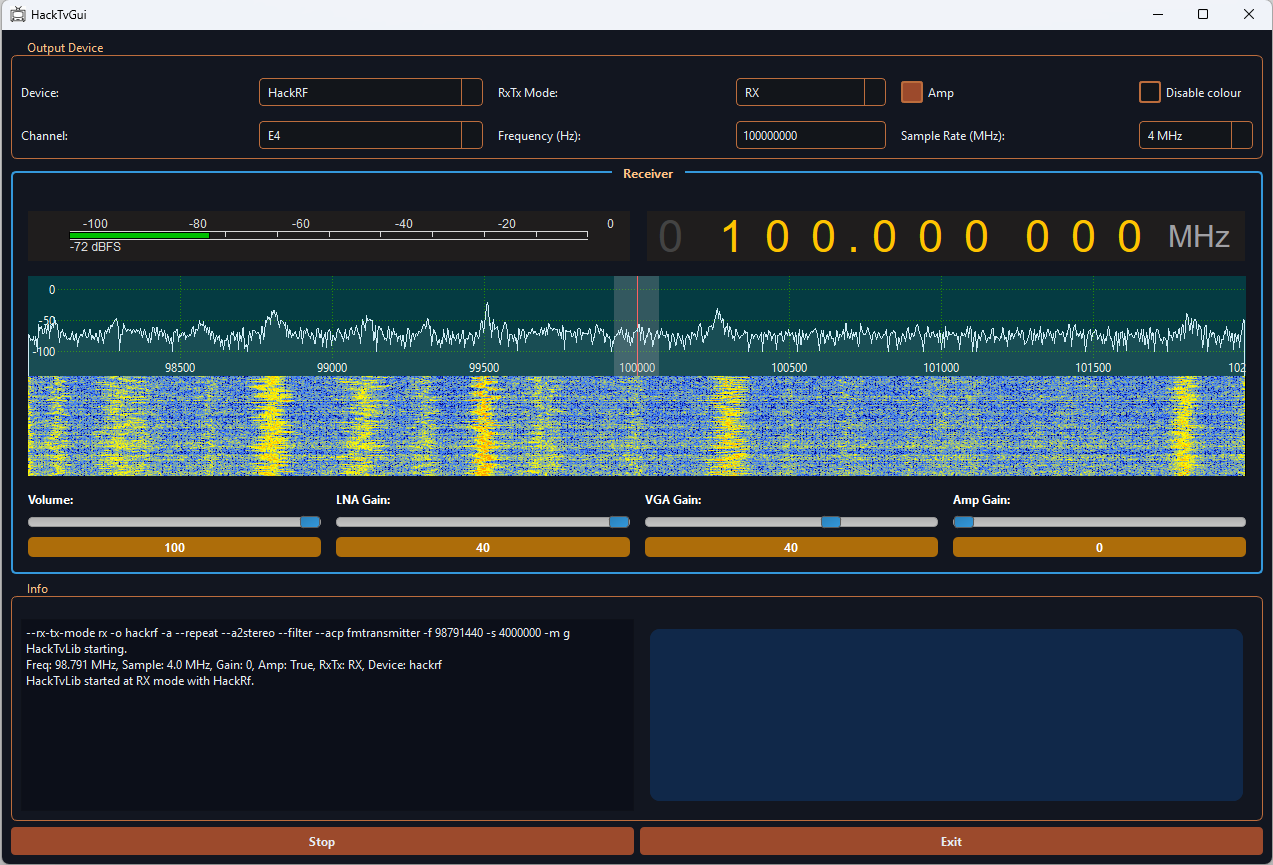 HackTvGui
Output Device
Device: HackRF RxTx Mode: RX Amp Disable colour
Channel: E4 Frequency (Hz): 100000000 Sample Rate (MHz): 4 MHz
Receiver
-100 -80 -60 -40 -20 0
-72 dBFS
0 100.000 000 MHz
0
-50
-100
98500 99000 99500 100000 100500 101000 101500 102
Volume: LNA Gain: VGA Gain: Amp Gain:
100 40 40 0
Info
--rx-tx-mode rx -o hackrf -a --repeat --a2stereo --filter --acp fmtransmitter -f 98791440 -s 4000000 -m g
HackTvLib starting.
Freq: 98.791 MHz, Sample: 4.0 MHz, Gain: 0, Amp: True, RxTx: RX, Device: hackrf
HackTvLib started at RX mode with HackRf.
Stop Exit